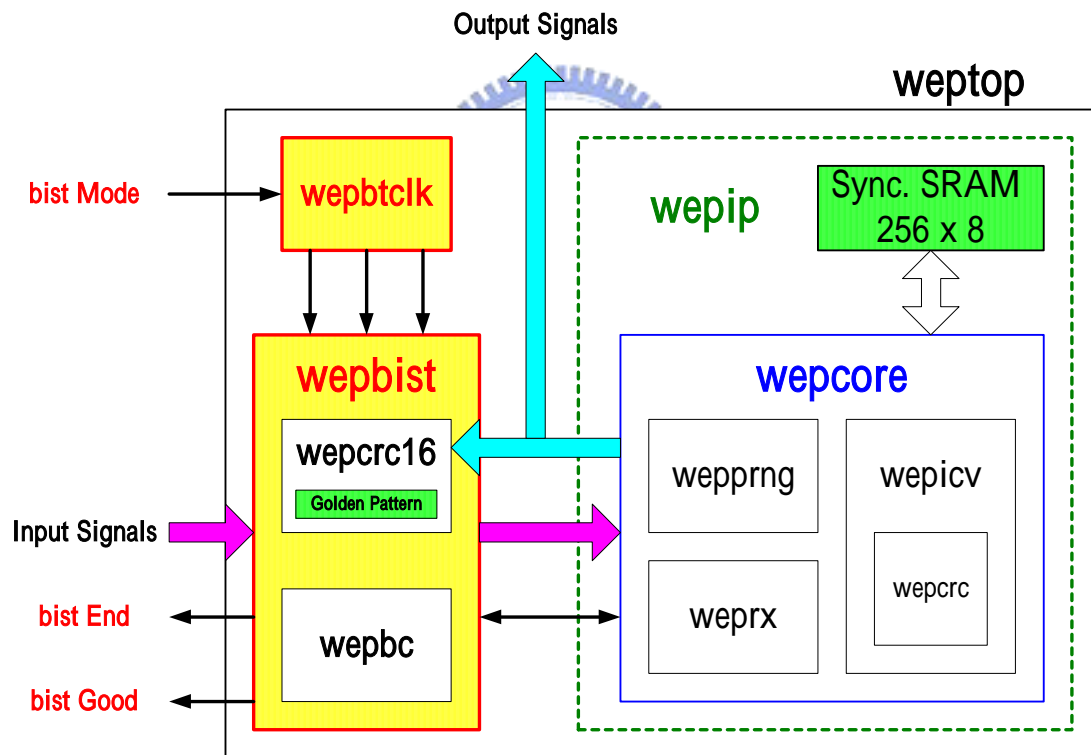 Output Signals
weptop
bist Mode
wepbtclk
wepip
Sync. SRAM
256 x 8
wepbist
wepcore
wepcrc16
Golden Pattern
wepprng
wepicv
Input Signals
wepcrc
bist End
wepbc
weprx
bist Good